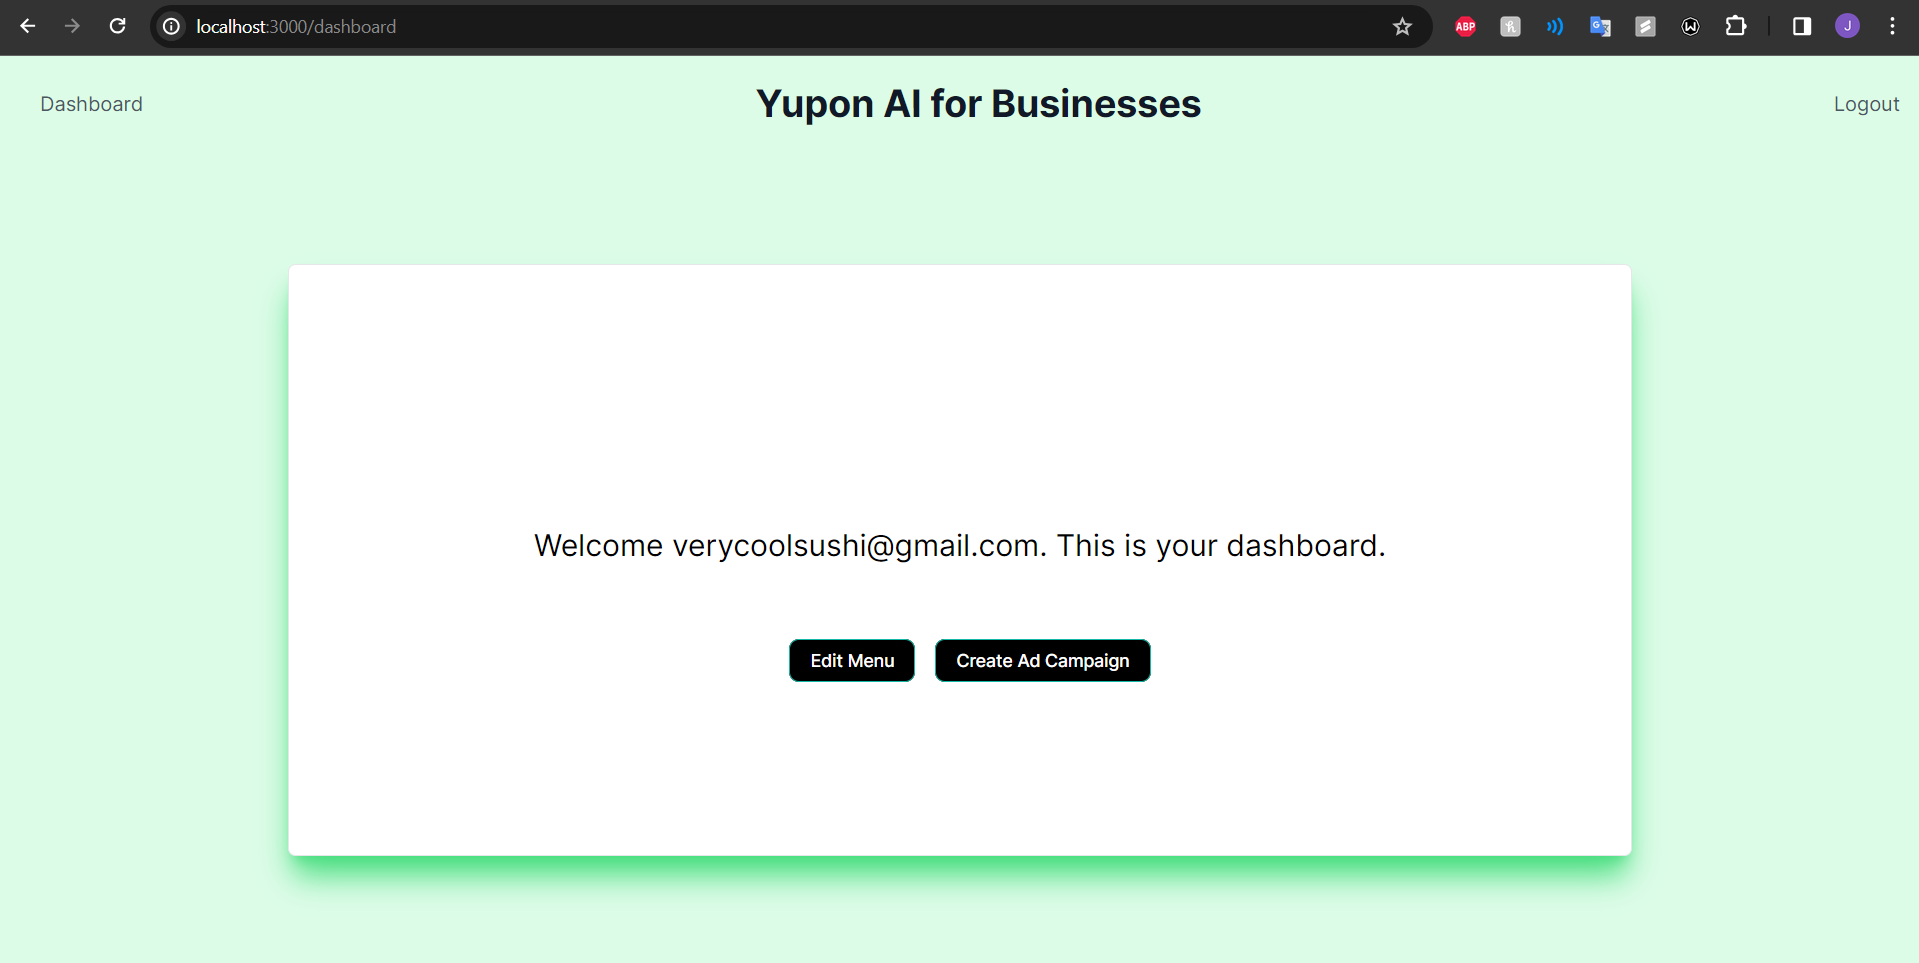 localhost:3000/dashboard
ABP
J
Dashboard
Yupon AI for Businesses
Logout
Welcome verycoolsushi@gmail.com. This is your dashboard.
Edit Menu
Create Ad Campaign